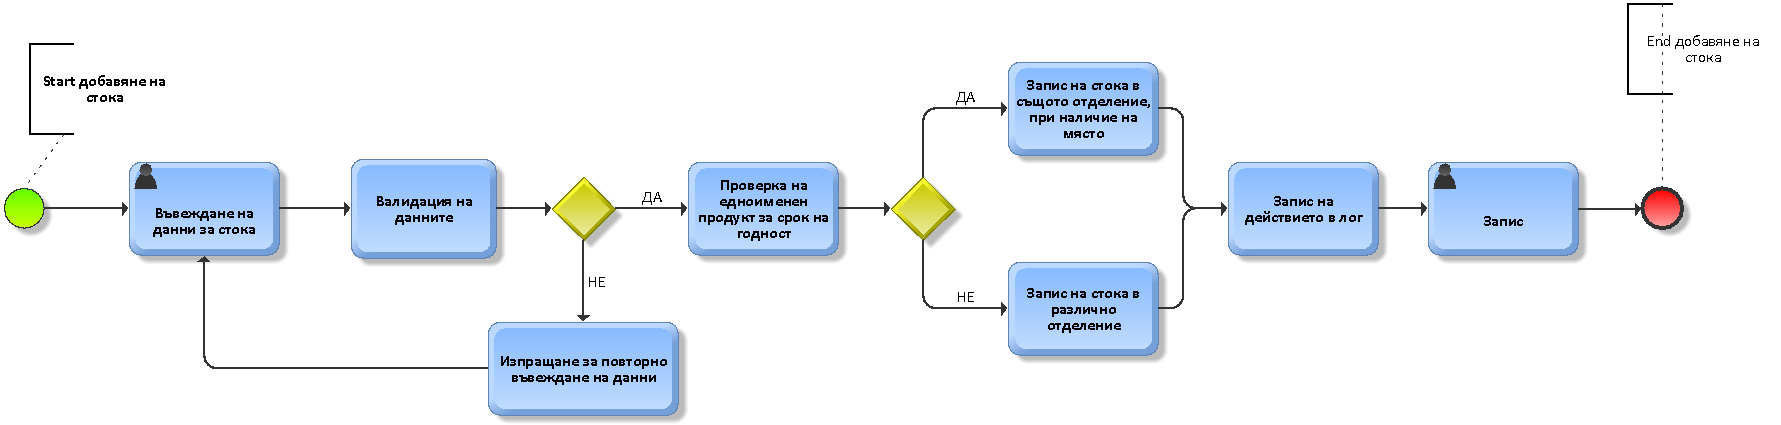 Start добавяне на
стока
Въвеждане на
данни за стока
Валидация на
данните
ДА
НЕ
Изпращане за повторно
въвеждане на данни
Проверка на
едноименен
продукт за срок на
годност
ДА
Запис на стока в
същото отделение,
при наличие на
място
НЕ
Запис на стока в
различно
отделение
Запис на
действието в лог
Запис
End добавяне на
стока